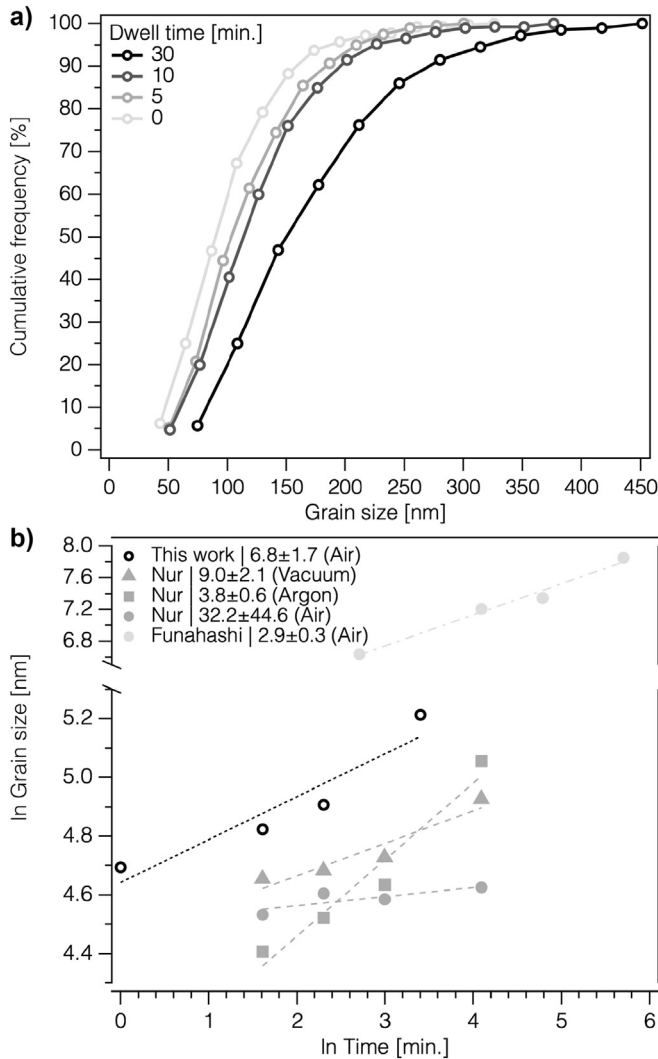 a)
100
90
80
70
60
50
40
30
20
10
0
Cumulative frequency [%]
Dwell time [min.]
30
10
5
0
0 50 100 150 200 250 300 350 400 450
Grain size [nm]
b)
8.0
7.6
7.2
6.8
5.2
5.0
4.8
4.6
4.4
ln Grain size [nm]
This work | 6.8±1.7 (Air)
Nur | 9.0±2.1 (Vacuum)
Nur | 3.8±0.6 (Argon)
Nur | 32.2±44.6 (Air)
Funahashi | 2.9±0.3 (Air)
0 1 2 3 4 5 6
ln Time [min.]